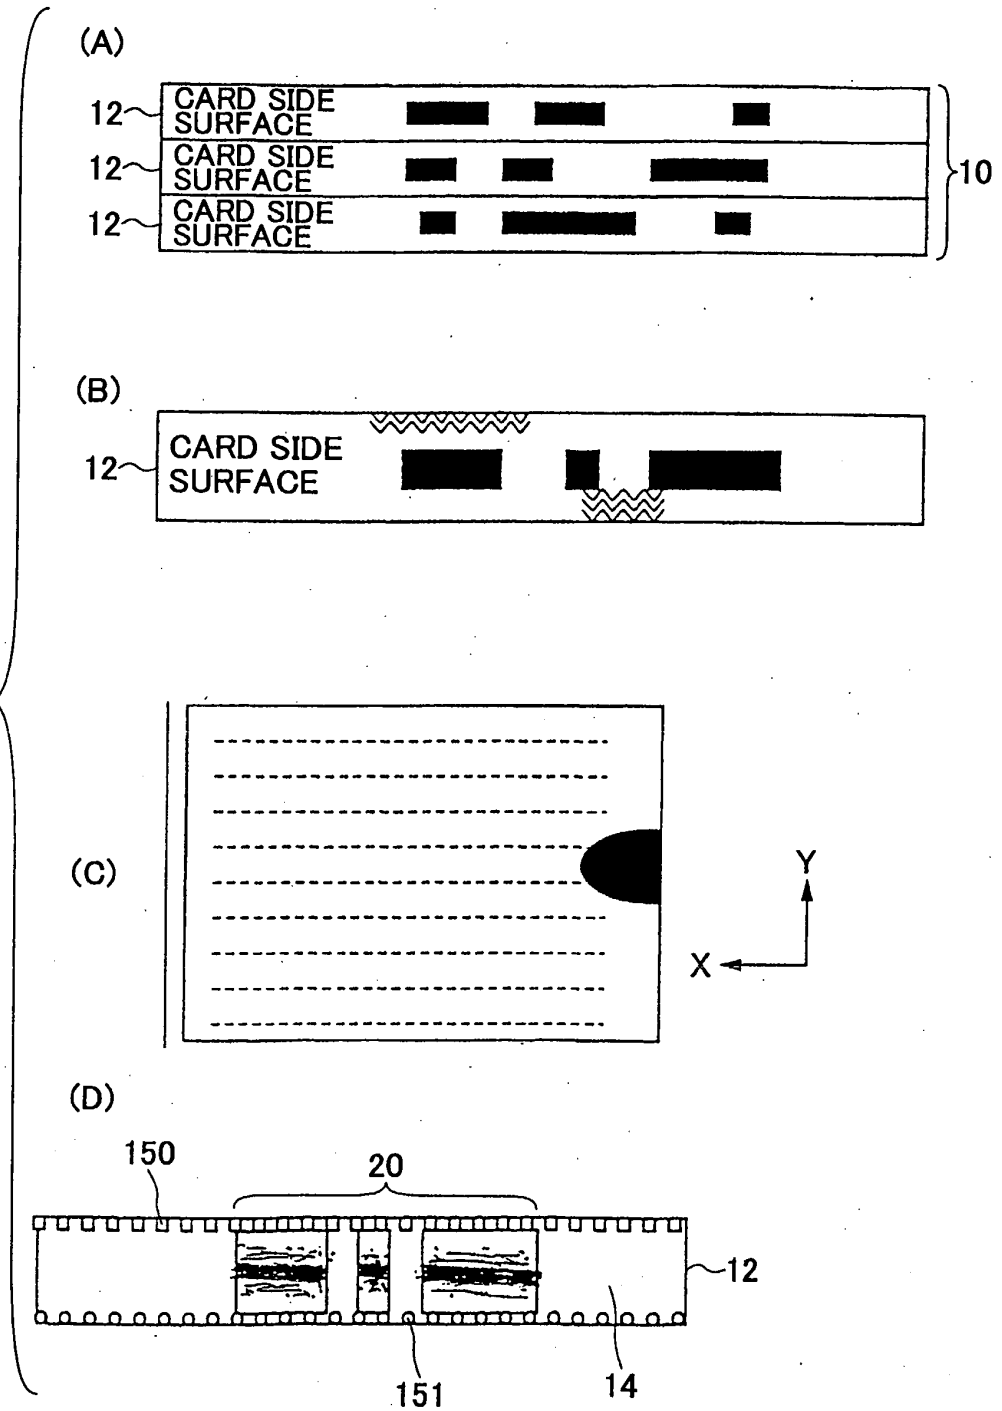 (A)
12 CARD SIDE
SURFACE
12 CARD SIDE
SURFACE
12 CARD SIDE
SURFACE
10
(B)
12 CARD SIDE
SURFACE
(C)
Y
X
(D)
150
20
12
151
14